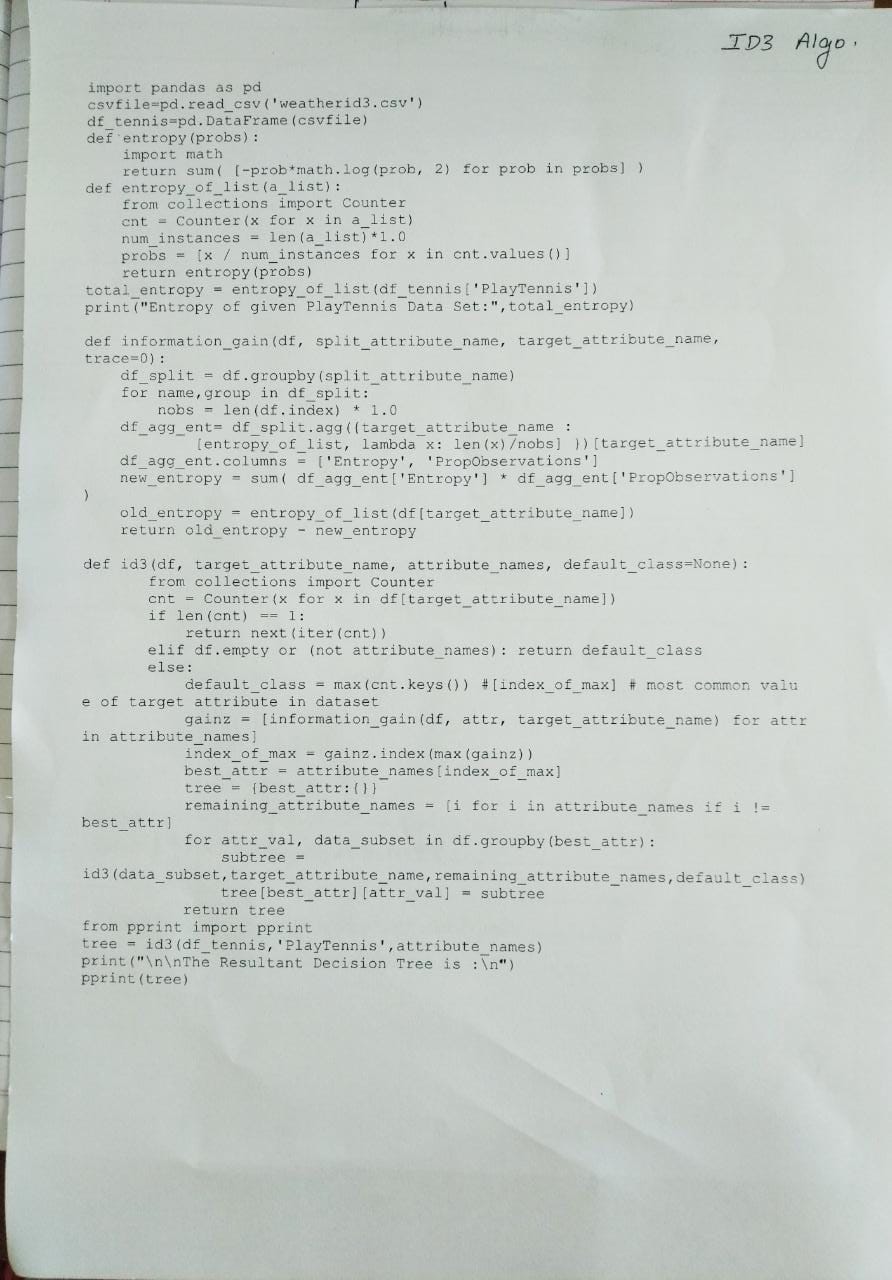 ID3 Algo.
import pandas as pd
csvfile=pd.read_csv('weatherid3.csv')
df_tennis=pd.DataFrame(csvfile)
def entropy(probs):
    import math
    return sum( [-prob*math.log(prob, 2) for prob in probs] )
def entropy_of_list(a_list):
    from collections import Counter
    cnt = Counter(x for x in a_list)
    num_instances = len(a_list)*1.0
    probs = [x / num_instances for x in cnt.values()]
    return entropy(probs)
total_entropy = entropy_of_list(df_tennis['PlayTennis'])
print("Entropy of given PlayTennis Data Set:",total_entropy)

def information_gain(df, split_attribute_name, target_attribute_name,
trace=0):
    df_split = df.groupby(split_attribute_name)
    for name,group in df_split:
        nobs = len(df.index) * 1.0
    df_agg_ent= df_split.agg({target_attribute_name :
            [entropy_of_list, lambda x: len(x)/nobs] })[target_attribute_name]
    df_agg_ent.columns = ['Entropy', 'PropObservations']
    new_entropy = sum( df_agg_ent['Entropy'] * df_agg_ent['PropObservations']
)
    old_entropy = entropy_of_list(df[target_attribute_name])
    return old_entropy - new_entropy

def id3(df, target_attribute_name, attribute_names, default_class=None):
       from collections import Counter
       cnt = Counter(x for x in df[target_attribute_name])
       if len(cnt) == 1:
           return next(iter(cnt))
       elif df.empty or (not attribute_names): return default_class
       else:
           default_class = max(cnt.keys()) #[index_of_max] # most common valu
e of target attribute in dataset
           gainz = [information_gain(df, attr, target_attribute_name) for attr
in attribute_names]
           index_of_max = gainz.index(max(gainz))
           best_attr = attribute_names[index_of_max]
           tree = {best_attr:{}}
           remaining_attribute_names = [i for i in attribute_names if i !=
best_attr]
           for attr_val, data_subset in df.groupby(best_attr):
               subtree =
id3(data_subset,target_attribute_name,remaining_attribute_names,default_class)
               tree[best_attr][attr_val] = subtree
           return tree
from pprint import pprint
tree = id3(df_tennis,'PlayTennis',attribute_names)
print("\n\nThe Resultant Decision Tree is :\n")
pprint(tree)